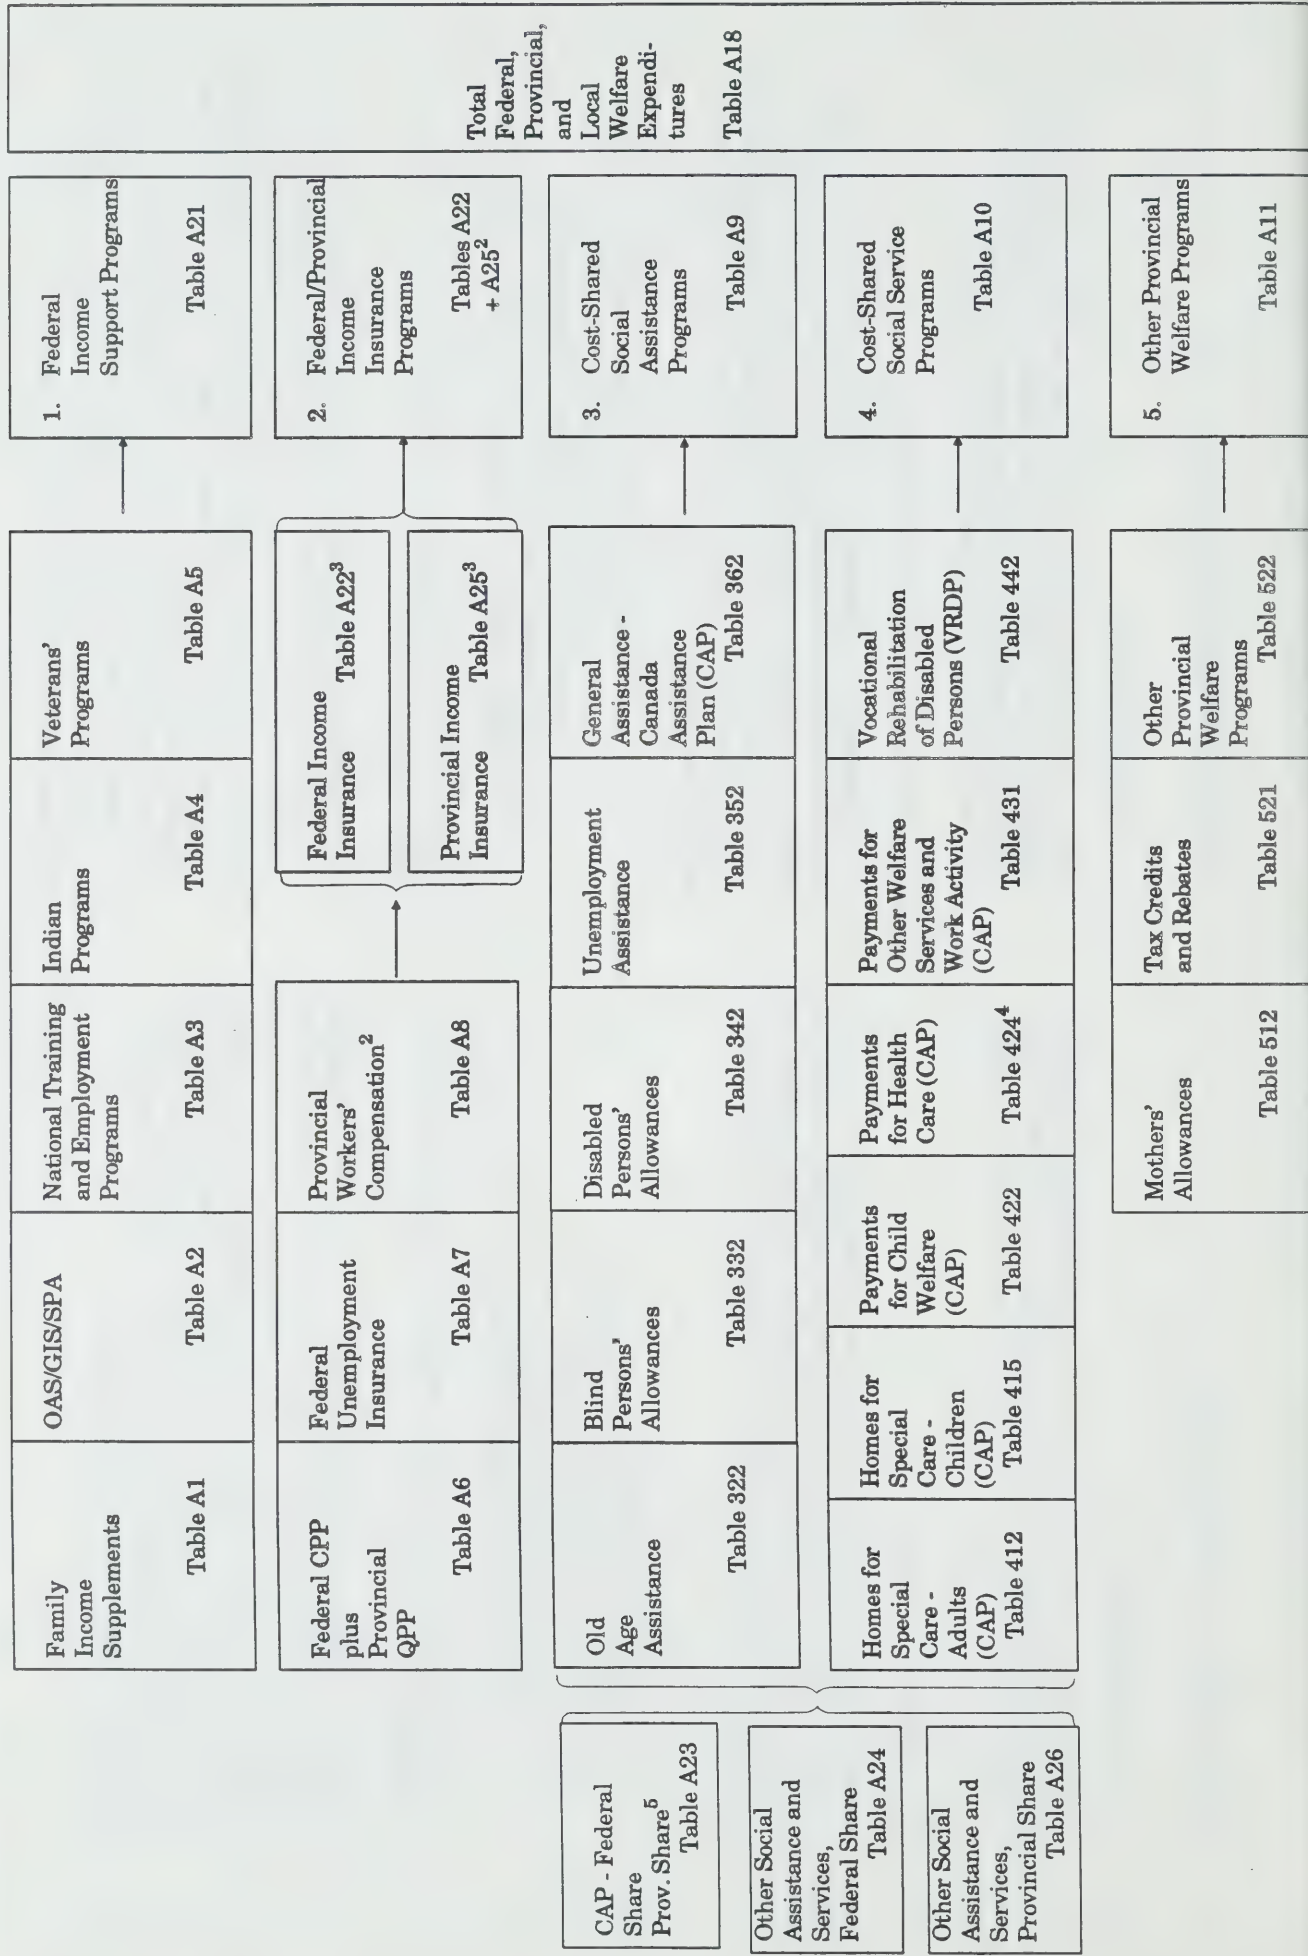 Family
Income
Supplements
Table A1
OAS/GIS/SPA
Table A2
National Training
and Employment
Programs
Table A3
Indian
Programs
Table A4
Veterans'
Programs
Table A5
1. Federal
Income
Support Programs
Table A21
Federal CPP
plus
Provincial
QPP
Table A6
Federal
Unemployment
Insurance
Table A7
Provincial
Workers'
Compensation²
Table A8
Federal Income
Insurance Table A22³
Provincial Income
Insurance Table A25³
2. Federal/Provincial
Income
Insurance
Programs
Tables A22
+ A25²
CAP - Federal
Share
Prov. Share⁵
Table A23
Other Social
Assistance and
Services,
Federal Share
Table A24
Other Social
Assistance and
Services,
Provincial Share
Table A26
Old
Age
Assistance
Table 322
Blind
Persons'
Allowances
Table 332
Disabled
Persons'
Allowances
Table 342
Unemployment
Assistance
Table 352
General
Assistance -
Canada
Assistance
Plan (CAP)
Table 362
3. Cost-Shared
Social
Assistance
Programs
Table A9
Homes for
Special
Care -
Adults
(CAP)
Table 412
Homes for
Special
Care -
Children
(CAP)
Table 415
Payments
for Child
Welfare
(CAP)
Table 422
Payments
for Health
Care (CAP)
Table 424⁴
Payments for
Other Welfare
Services and
Work Activity
(CAP)
Table 431
Vocational
Rehabilitation
of Disabled
Persons (VRDP)
Table 442
4. Cost-Shared
Social Service
Programs
Table A10
Mothers'
Allowances
Table 512
Tax Credits
and Rebates
Table 521
Other
Provincial
Welfare
Programs
Table 522
5. Other Provincial
Welfare Programs
Table A11
Total
Federal,
Provincial,
and
Local
Welfare
Expendi-
tures
Table A18